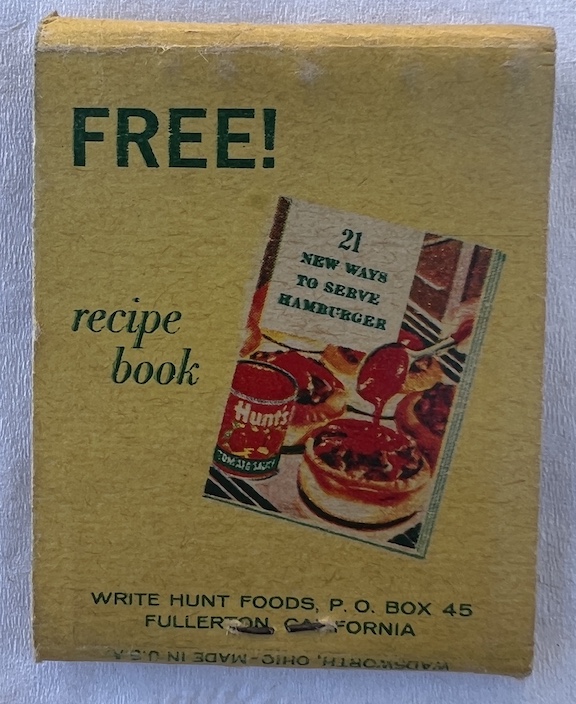 FREE!
21
NEW WAYS
TO SERVE
HAMBURGER
recipe
book
Hunt's
TOMATO SAUCE
WRITE HUNT FOODS, P. O. BOX 45
FULLERTON, CALIFORNIA
WADSWORTH, OHIO-MADE IN U.S.A.